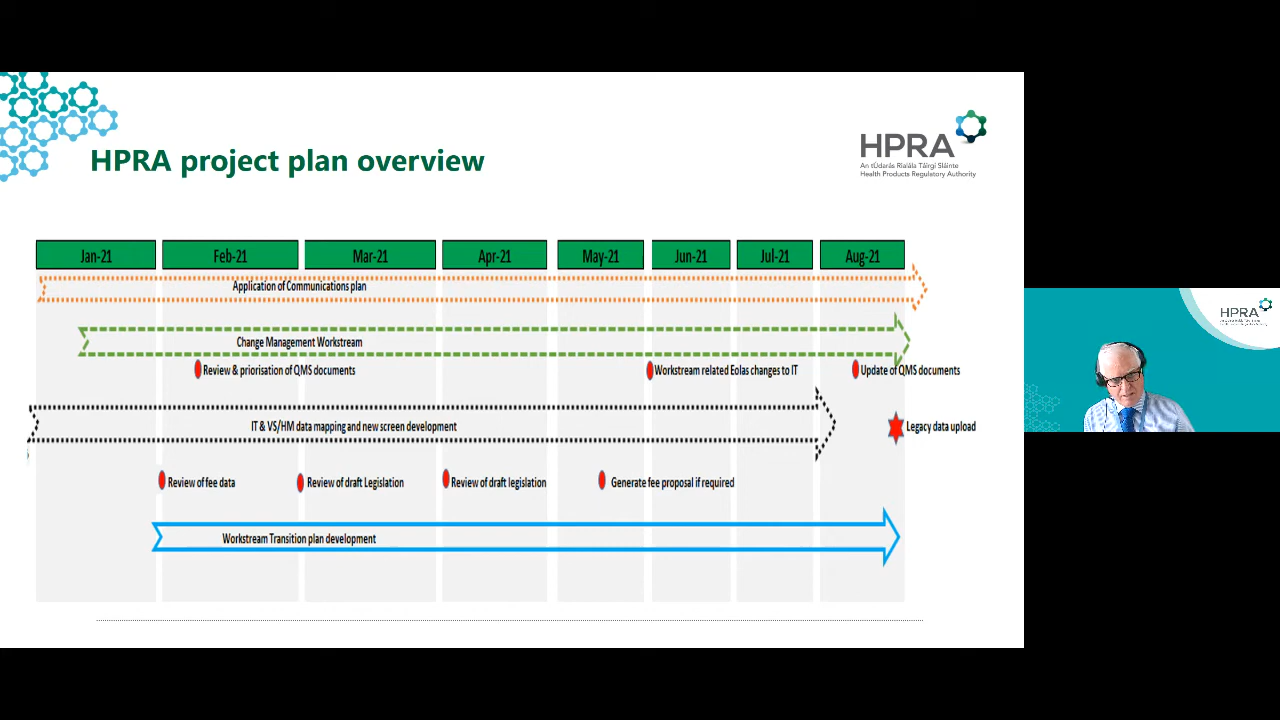 HPRA project plan overview
HPRA
An tÚdarás Rialála Táirgí Sláinte
Health Products Regulatory Authority
Jan-21 Feb-21 Mar-21 Apr-21 May-21 Jun-21 Jul-21 Aug-21
Application of Communications plan
Change Management Workstream
Review & priorisation of QMS documents
Workstream related Eolas changes to IT
Update of QMS documents
IT & VS/HM data mapping and new screen development
Legacy data upload
Review of fee data
Review of draft Legislation
Review of draft legislation
Generate fee proposal if required
Workstream Transition plan development
HPRA